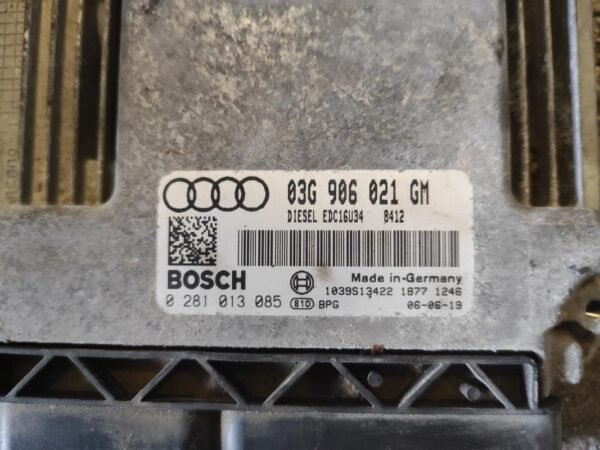 03G 906 021 GM
DIESEL EDC16U34 8412
BOSCH
Made in-Germany
1039S13422 1877 1246
0 281 013 085 810 BPG 06-06-19